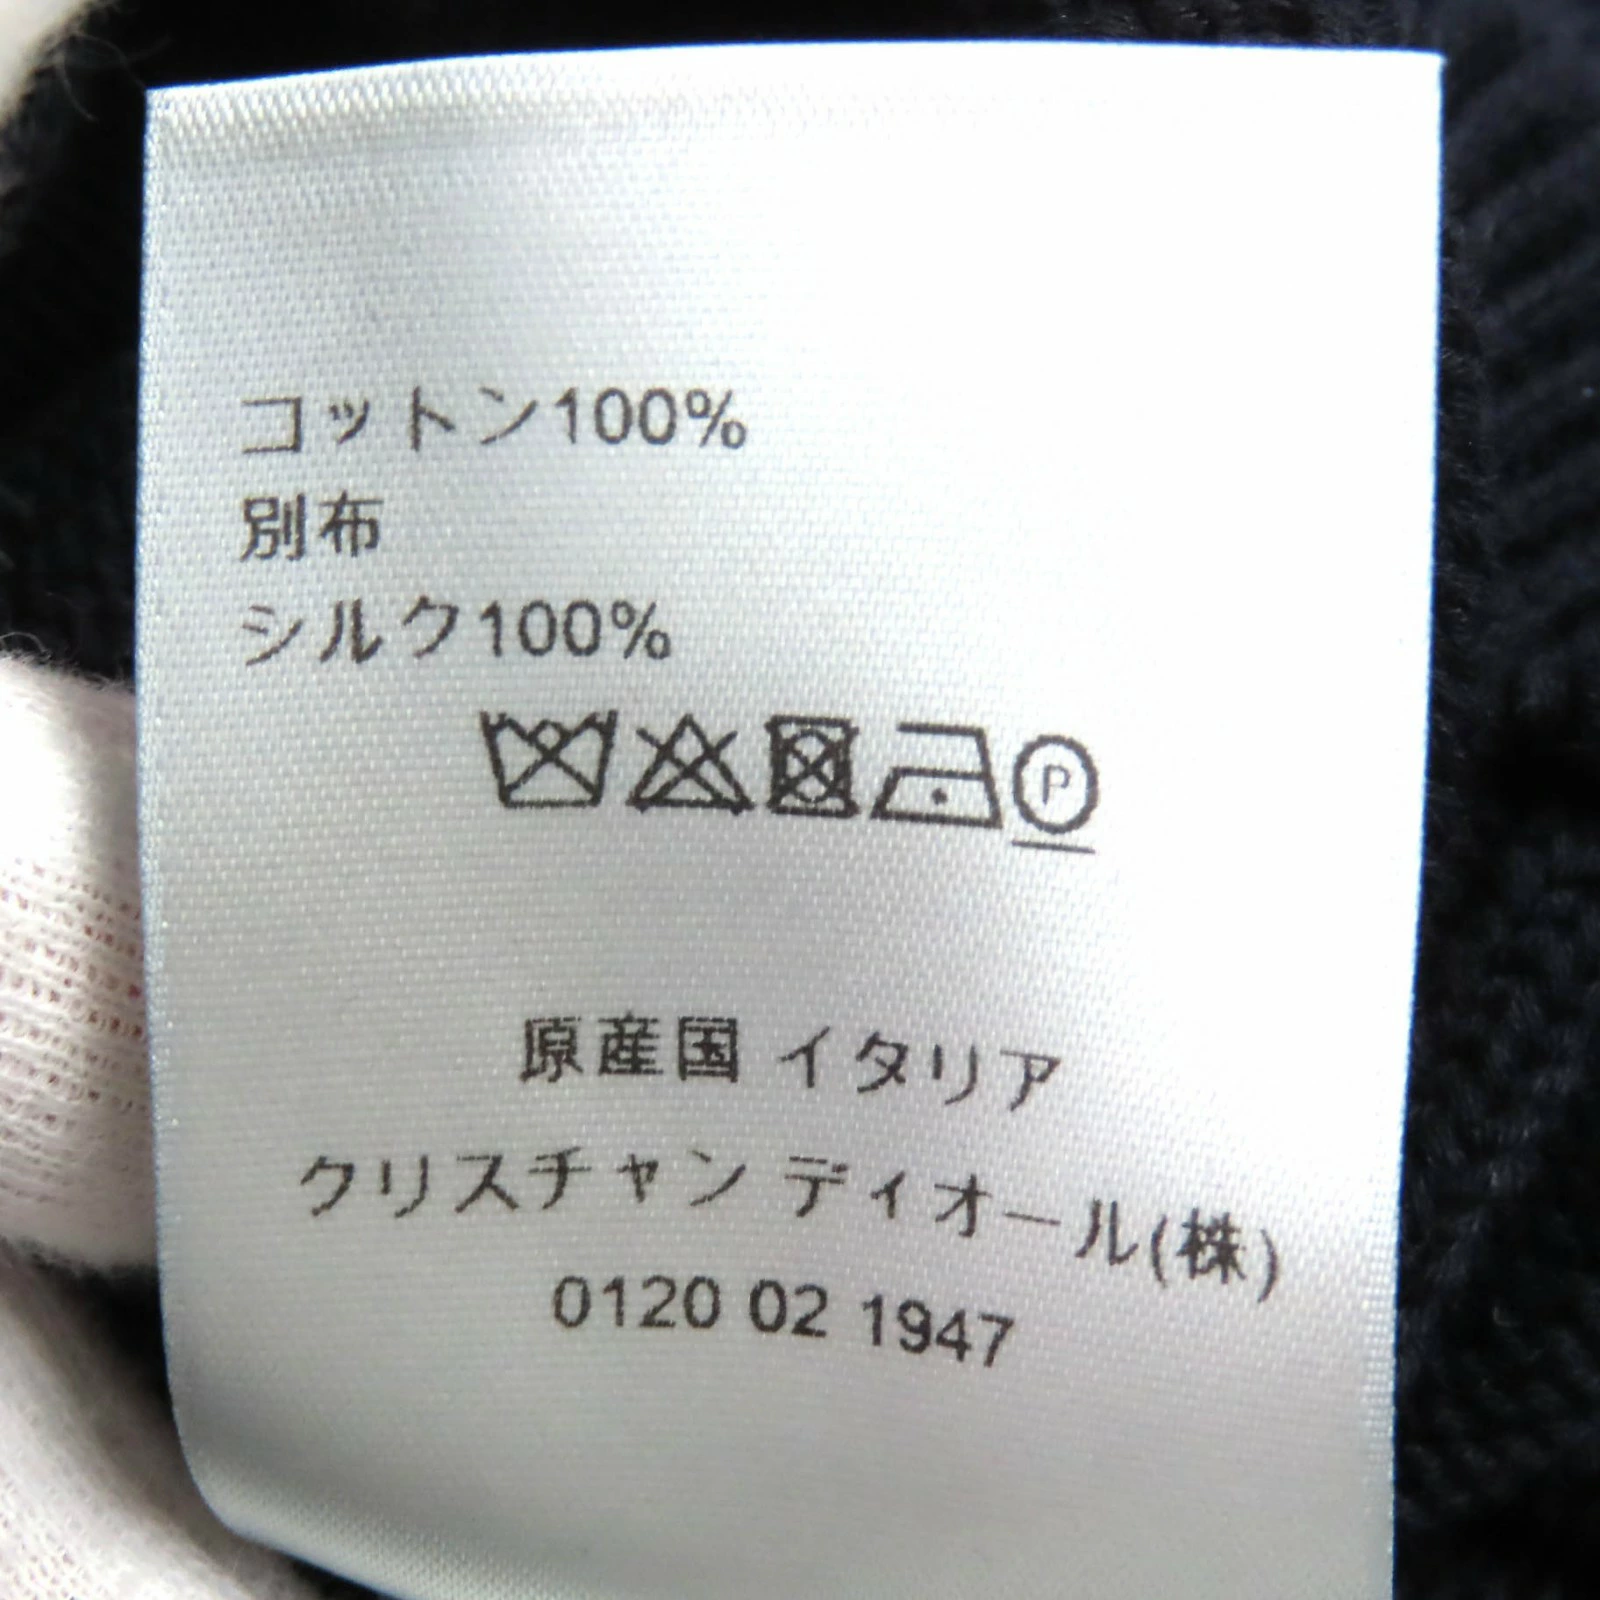 コットン100%
別布
シルク100%
P
原産国 イタリア
クリスチャン ディオール(株)
0120 02 1947